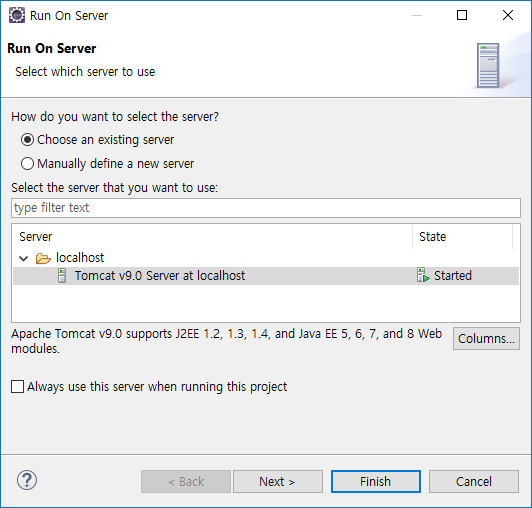 Run On Server
Run On Server
Select which server to use
How do you want to select the server?
Choose an existing server
Manually define a new server
Select the server that you want to use:
type filter text
Server State
localhost
Tomcat v9.0 Server at localhost Started
Apache Tomcat v9.0 supports J2EE 1.2, 1.3, 1.4, and Java EE 5, 6, 7, and 8 Web
modules.
Columns...
Always use this server when running this project
? < Back Next > Finish Cancel